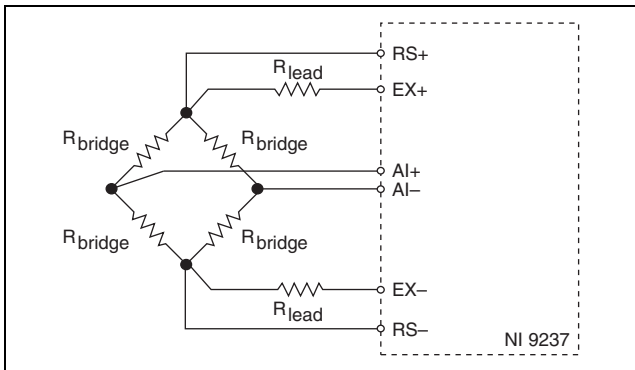 RS+
Rlead
EX+
Rbridge
Rbridge
AI+
AI–
Rbridge
Rbridge
EX–
Rlead
RS–
NI 9237